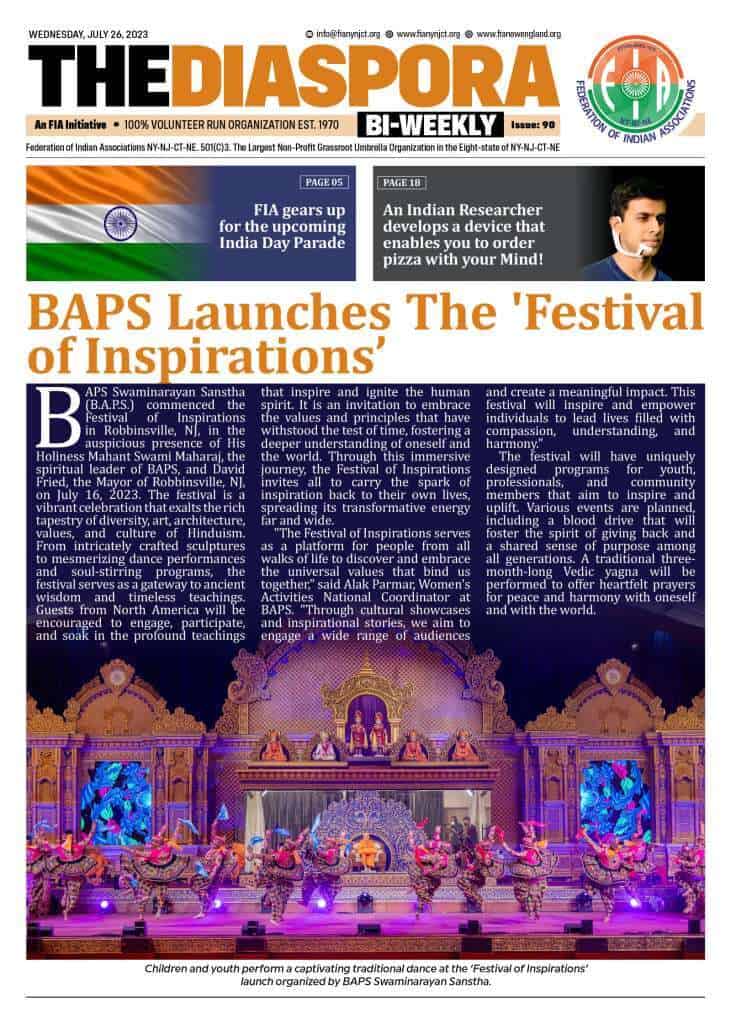 WEDNESDAY, JULY 26, 2023
info@fianynjct.org
www.fianynjct.org
www.fianewengland.org
THEDIASPORA
An FIA Initiative • 100% VOLUNTEER RUN ORGANIZATION EST. 1970
BI-WEEKLY
Issue: 90
FIA
NY-NJ-CT-NE
FEDERATION OF INDIAN ASSOCIATIONS
Federation of Indian Associations NY-NJ-CT-NE. 501(C)3. The Largest Non-Profit Grassroot Umbrella Organization in the Eight-state of NY-NJ-CT-NE
PAGE 05
FIA gears up
for the upcoming
India Day Parade
PAGE 18
An Indian Researcher
develops a device that
enables you to order
pizza with your Mind!
BAPS Launches The 'Festival
of Inspirations’
BAPS Swaminarayan Sanstha
(B.A.P.S.) commenced the
Festival of Inspirations
in Robbinsville, NJ, in the
auspicious presence of His
Holiness Mahant Swami Maharaj, the
spiritual leader of BAPS, and David
Fried, the Mayor of Robbinsville, NJ,
on July 16, 2023. The festival is a
vibrant celebration that exalts the rich
tapestry of diversity, art, architecture,
values, and culture of Hinduism.
From intricately crafted sculptures
to mesmerizing dance performances
and soul-stirring programs, the
festival serves as a gateway to ancient
wisdom and timeless teachings.
Guests from North America will be
encouraged to engage, participate,
and soak in the profound teachings
that inspire and ignite the human
spirit. It is an invitation to embrace
the values and principles that have
withstood the test of time, fostering a
deeper understanding of oneself and
the world. Through this immersive
journey, the Festival of Inspirations
invites all to carry the spark of
inspiration back to their own lives,
spreading its transformative energy
far and wide.
"The Festival of Inspirations serves
as a platform for people from all
walks of life to discover and embrace
the universal values that bind us
together," said Alak Parmar, Women's
Activities National Coordinator at
BAPS. "Through cultural showcases
and inspirational stories, we aim to
engage a wide range of audiences
and create a meaningful impact. This
festival will inspire and empower
individuals to lead lives filled with
compassion, understanding, and
harmony."
The festival will have uniquely
designed programs for youth,
professionals, and community
members that aim to inspire and
uplift. Various events are planned,
including a blood drive that will
foster the spirit of giving back and
a shared sense of purpose among
all generations. A traditional three-
month-long Vedic yagna will be
performed to offer heartfelt prayers
for peace and harmony with oneself
and with the world.
Children and youth perform a captivating traditional dance at the ‘Festival of Inspirations’
launch organized by BAPS Swaminarayan Sanstha.